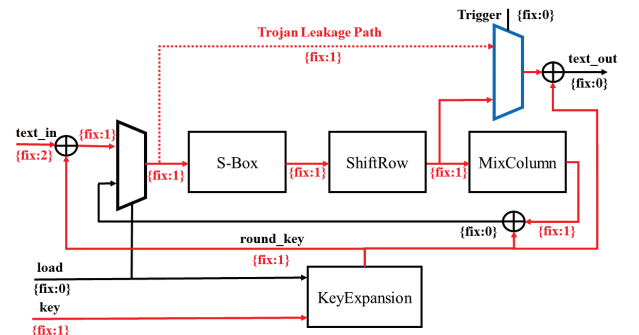 Trigger {fix:0}
Trojan Leakage Path
{fix:1}
text_out
{fix:0}
text_in
{fix:2}
{fix:1}
{fix:1}
S-Box
{fix:1}
ShiftRow
{fix:1}
MixColumn
{fix:0}
{fix:1}
round_key
{fix:1}
load
{fix:0}
KeyExpansion
key
{fix:1}